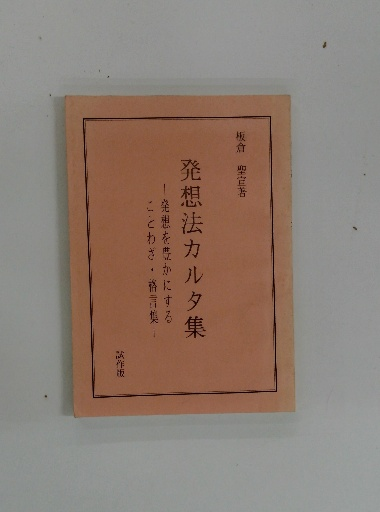 板倉 聖宣著
発想法カルタ集
―発想を豊かにする
ことわざ・格言集―
試作版